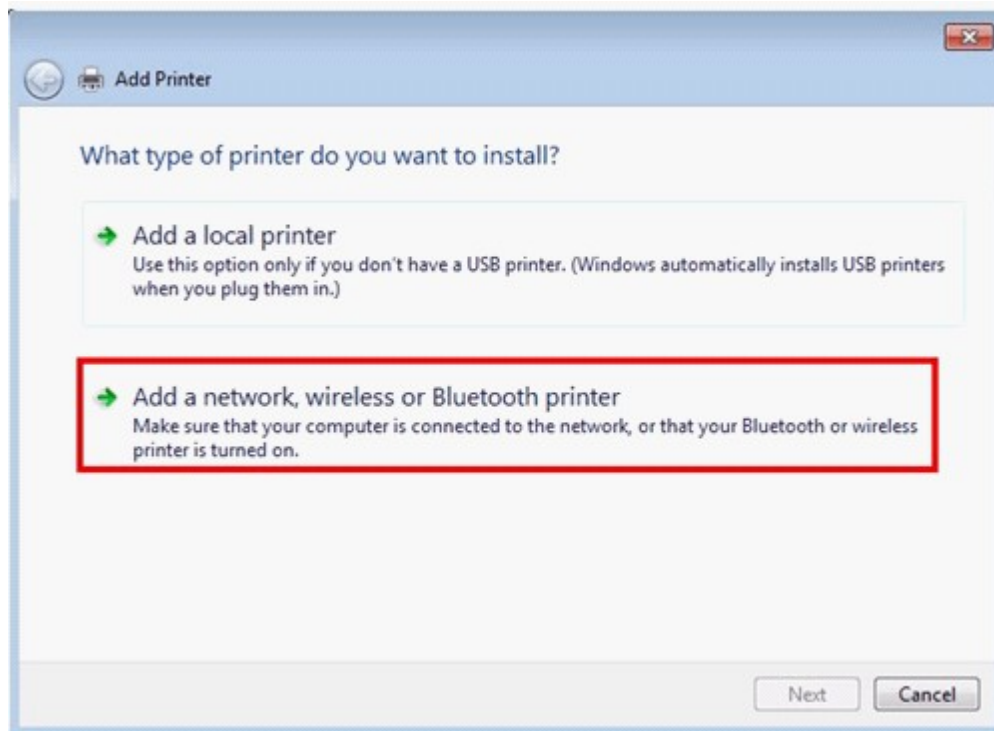 Add Printer
What type of printer do you want to install?
Add a local printer
Use this option only if you don't have a USB printer. (Windows automatically installs USB printers
when you plug them in.)
Add a network, wireless or Bluetooth printer
Make sure that your computer is connected to the network, or that your Bluetooth or wireless
printer is turned on.
Next
Cancel